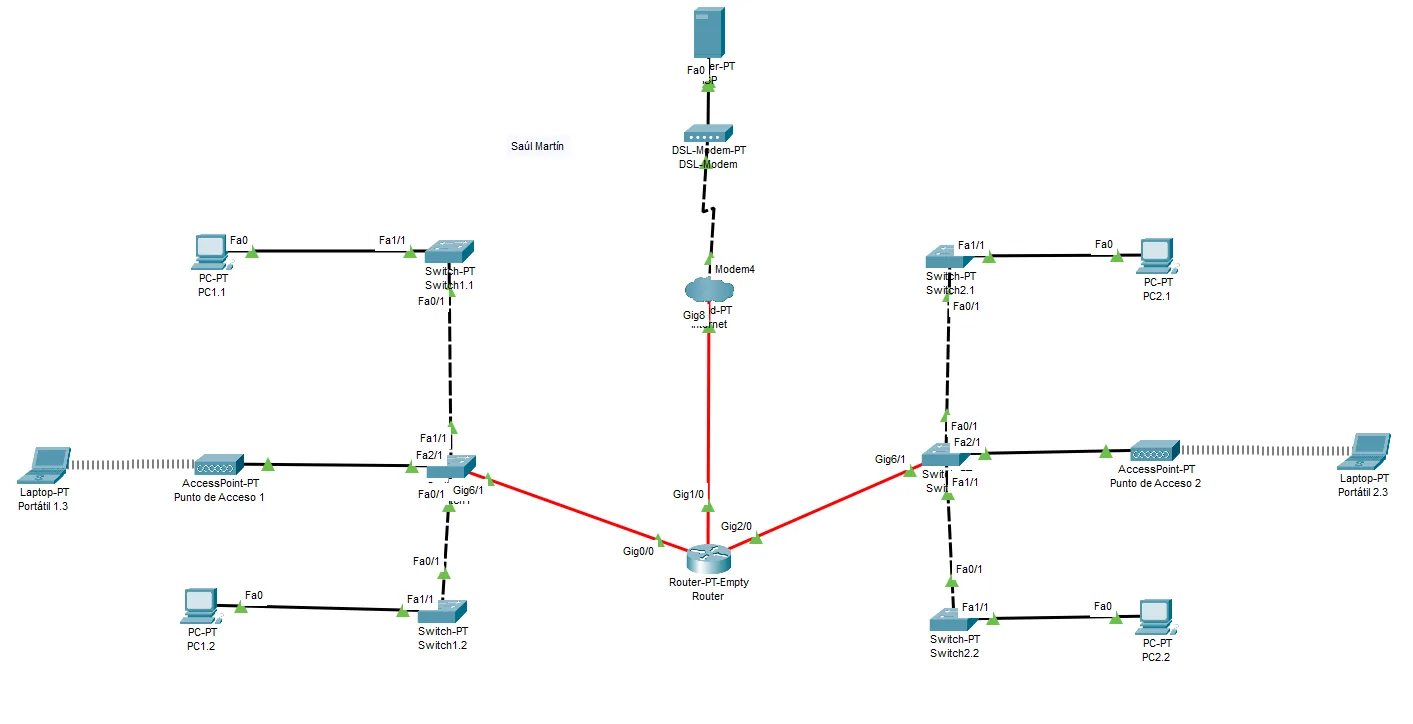 Fa0
DSL-Modem-PT
DSL-Modem
Saúl Martín
Modem4
Gig8
PC-PT
PC1.1
Fa0
Fa1/1
Switch-PT
Switch1.1
Fa0/1
Fa1/1
Switch-PT
Switch2.1
Fa0/1
Fa0
PC-PT
PC2.1
Laptop-PT
Portátil 1.3
AccessPoint-PT
Punto de Acceso 1
Fa1/1
Fa2/1
Fa0/1
Gig6/1
Gig0/0
Gig1/0
Gig2/0
Router-PT-Empty
Router
Gig6/1
Fa0/1
Fa2/1
Fa1/1
AccessPoint-PT
Punto de Acceso 2
Laptop-PT
Portátil 2.3
PC-PT
PC1.2
Fa0
Fa0/1
Fa1/1
Switch-PT
Switch1.2
Fa0/1
Fa1/1
Switch-PT
Switch2.2
Fa0
PC-PT
PC2.2